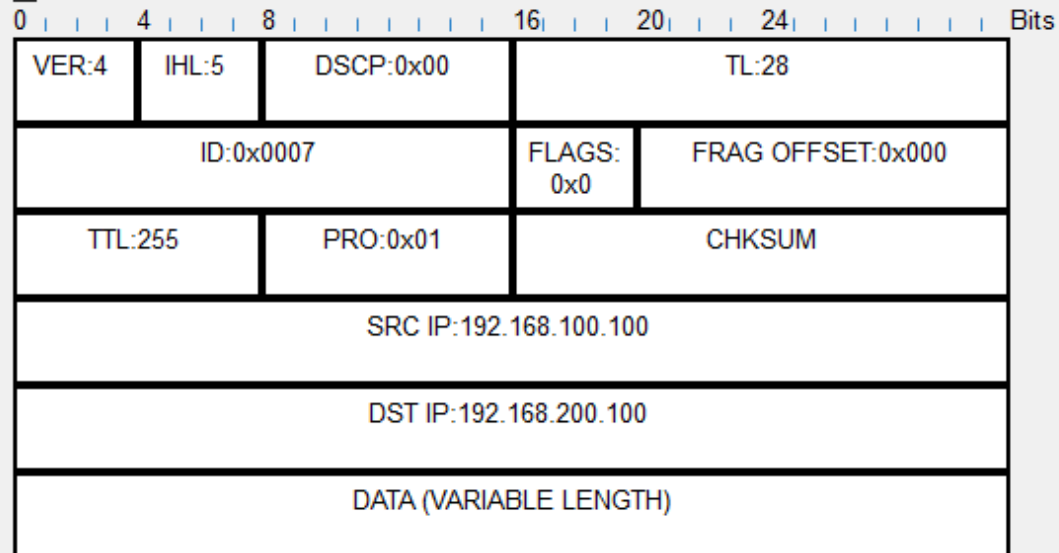 0 4 8 16 20 24 Bits
VER:4 IHL:5 DSCP:0x00 TL:28
ID:0x0007 FLAGS: FRAG OFFSET:0x000
0x0
TTL:255 PRO:0x01 CHKSUM
SRC IP:192.168.100.100
DST IP:192.168.200.100
DATA (VARIABLE LENGTH)